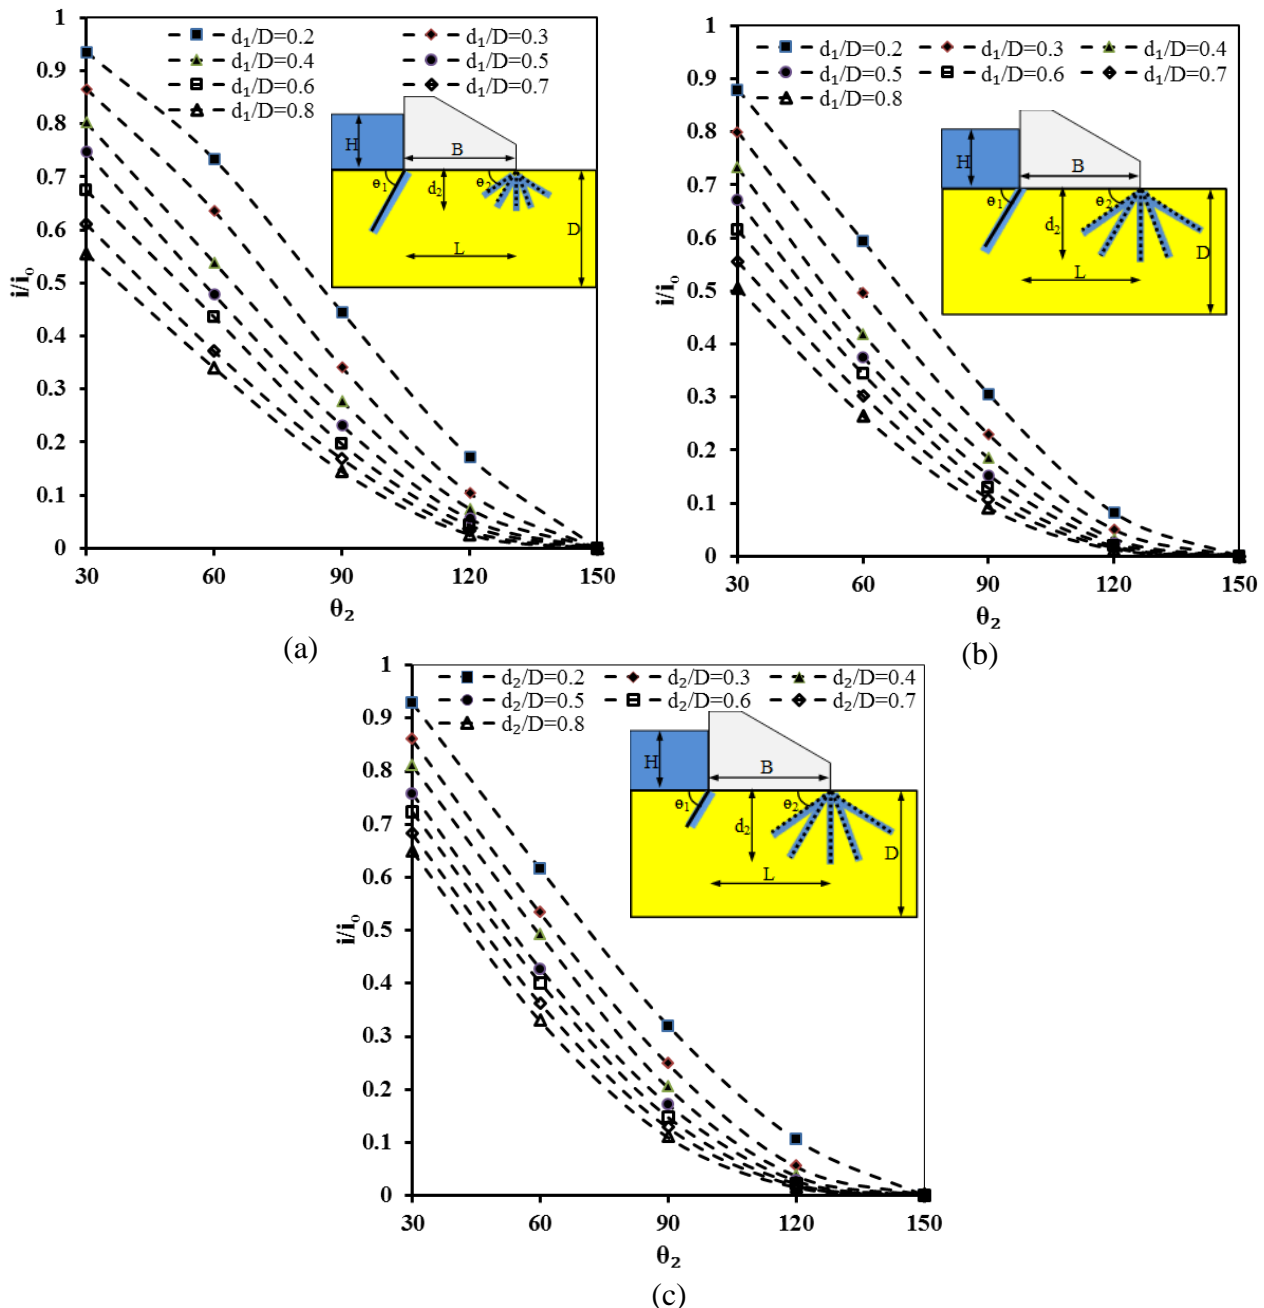 1
0.9
0.8
0.7
0.6
0.5
0.4
0.3
0.2
0.1
0
i/i₀
d₁/D=0.2 d₁/D=0.3
d₁/D=0.4 d₁/D=0.5
d₁/D=0.6 d₁/D=0.7
d₁/D=0.8
H
B
θ₁
d₂
θ₂
D
L
30 60 90 120 150
θ₂
(a)
1
0.9
0.8
0.7
0.6
0.5
0.4
0.3
0.2
0.1
0
i/i₀
d₁/D=0.2 d₁/D=0.3 d₁/D=0.4
d₁/D=0.5 d₁/D=0.6 d₁/D=0.7
d₁/D=0.8
H
B
θ₁
d₂
θ₂
D
L
30 60 90 120 150
θ₂
(b)
1
0.9
0.8
0.7
0.6
0.5
0.4
0.3
0.2
0.1
0
i/i₀
d₂/D=0.2 d₂/D=0.3 d₂/D=0.4
d₂/D=0.5 d₂/D=0.6 d₂/D=0.7
d₂/D=0.8
H
B
θ₁
d₂
θ₂
D
L
30 60 90 120 150
θ₂
(c)